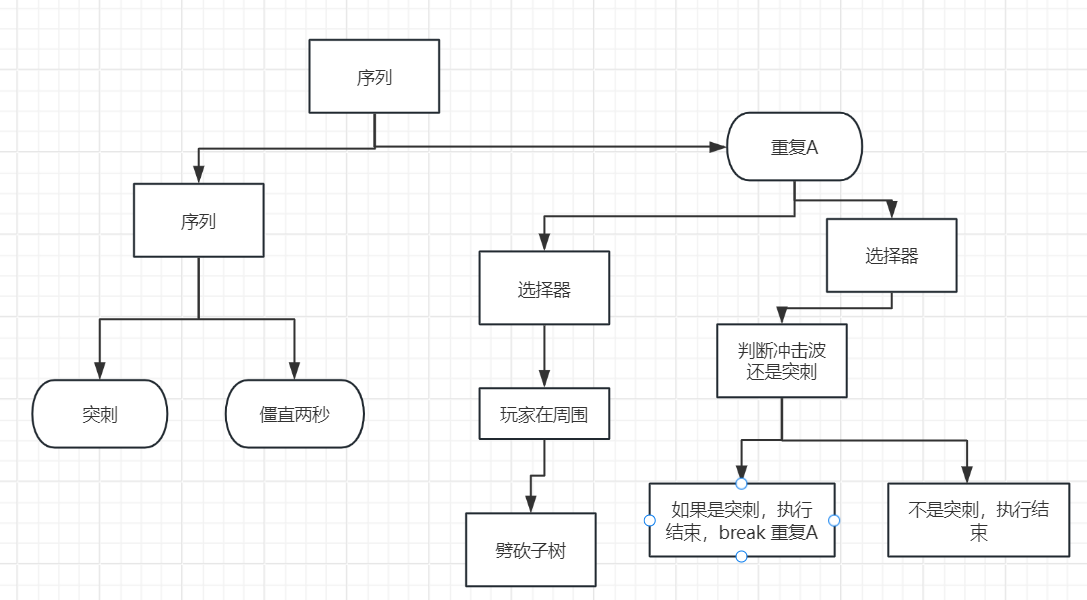 序列
重复A
序列
选择器
选择器
判断冲击波
还是突刺
突刺
僵直两秒
玩家在周围
如果是突刺，执行
结束，break 重复A
不是突刺，执行结
束
劈砍子树